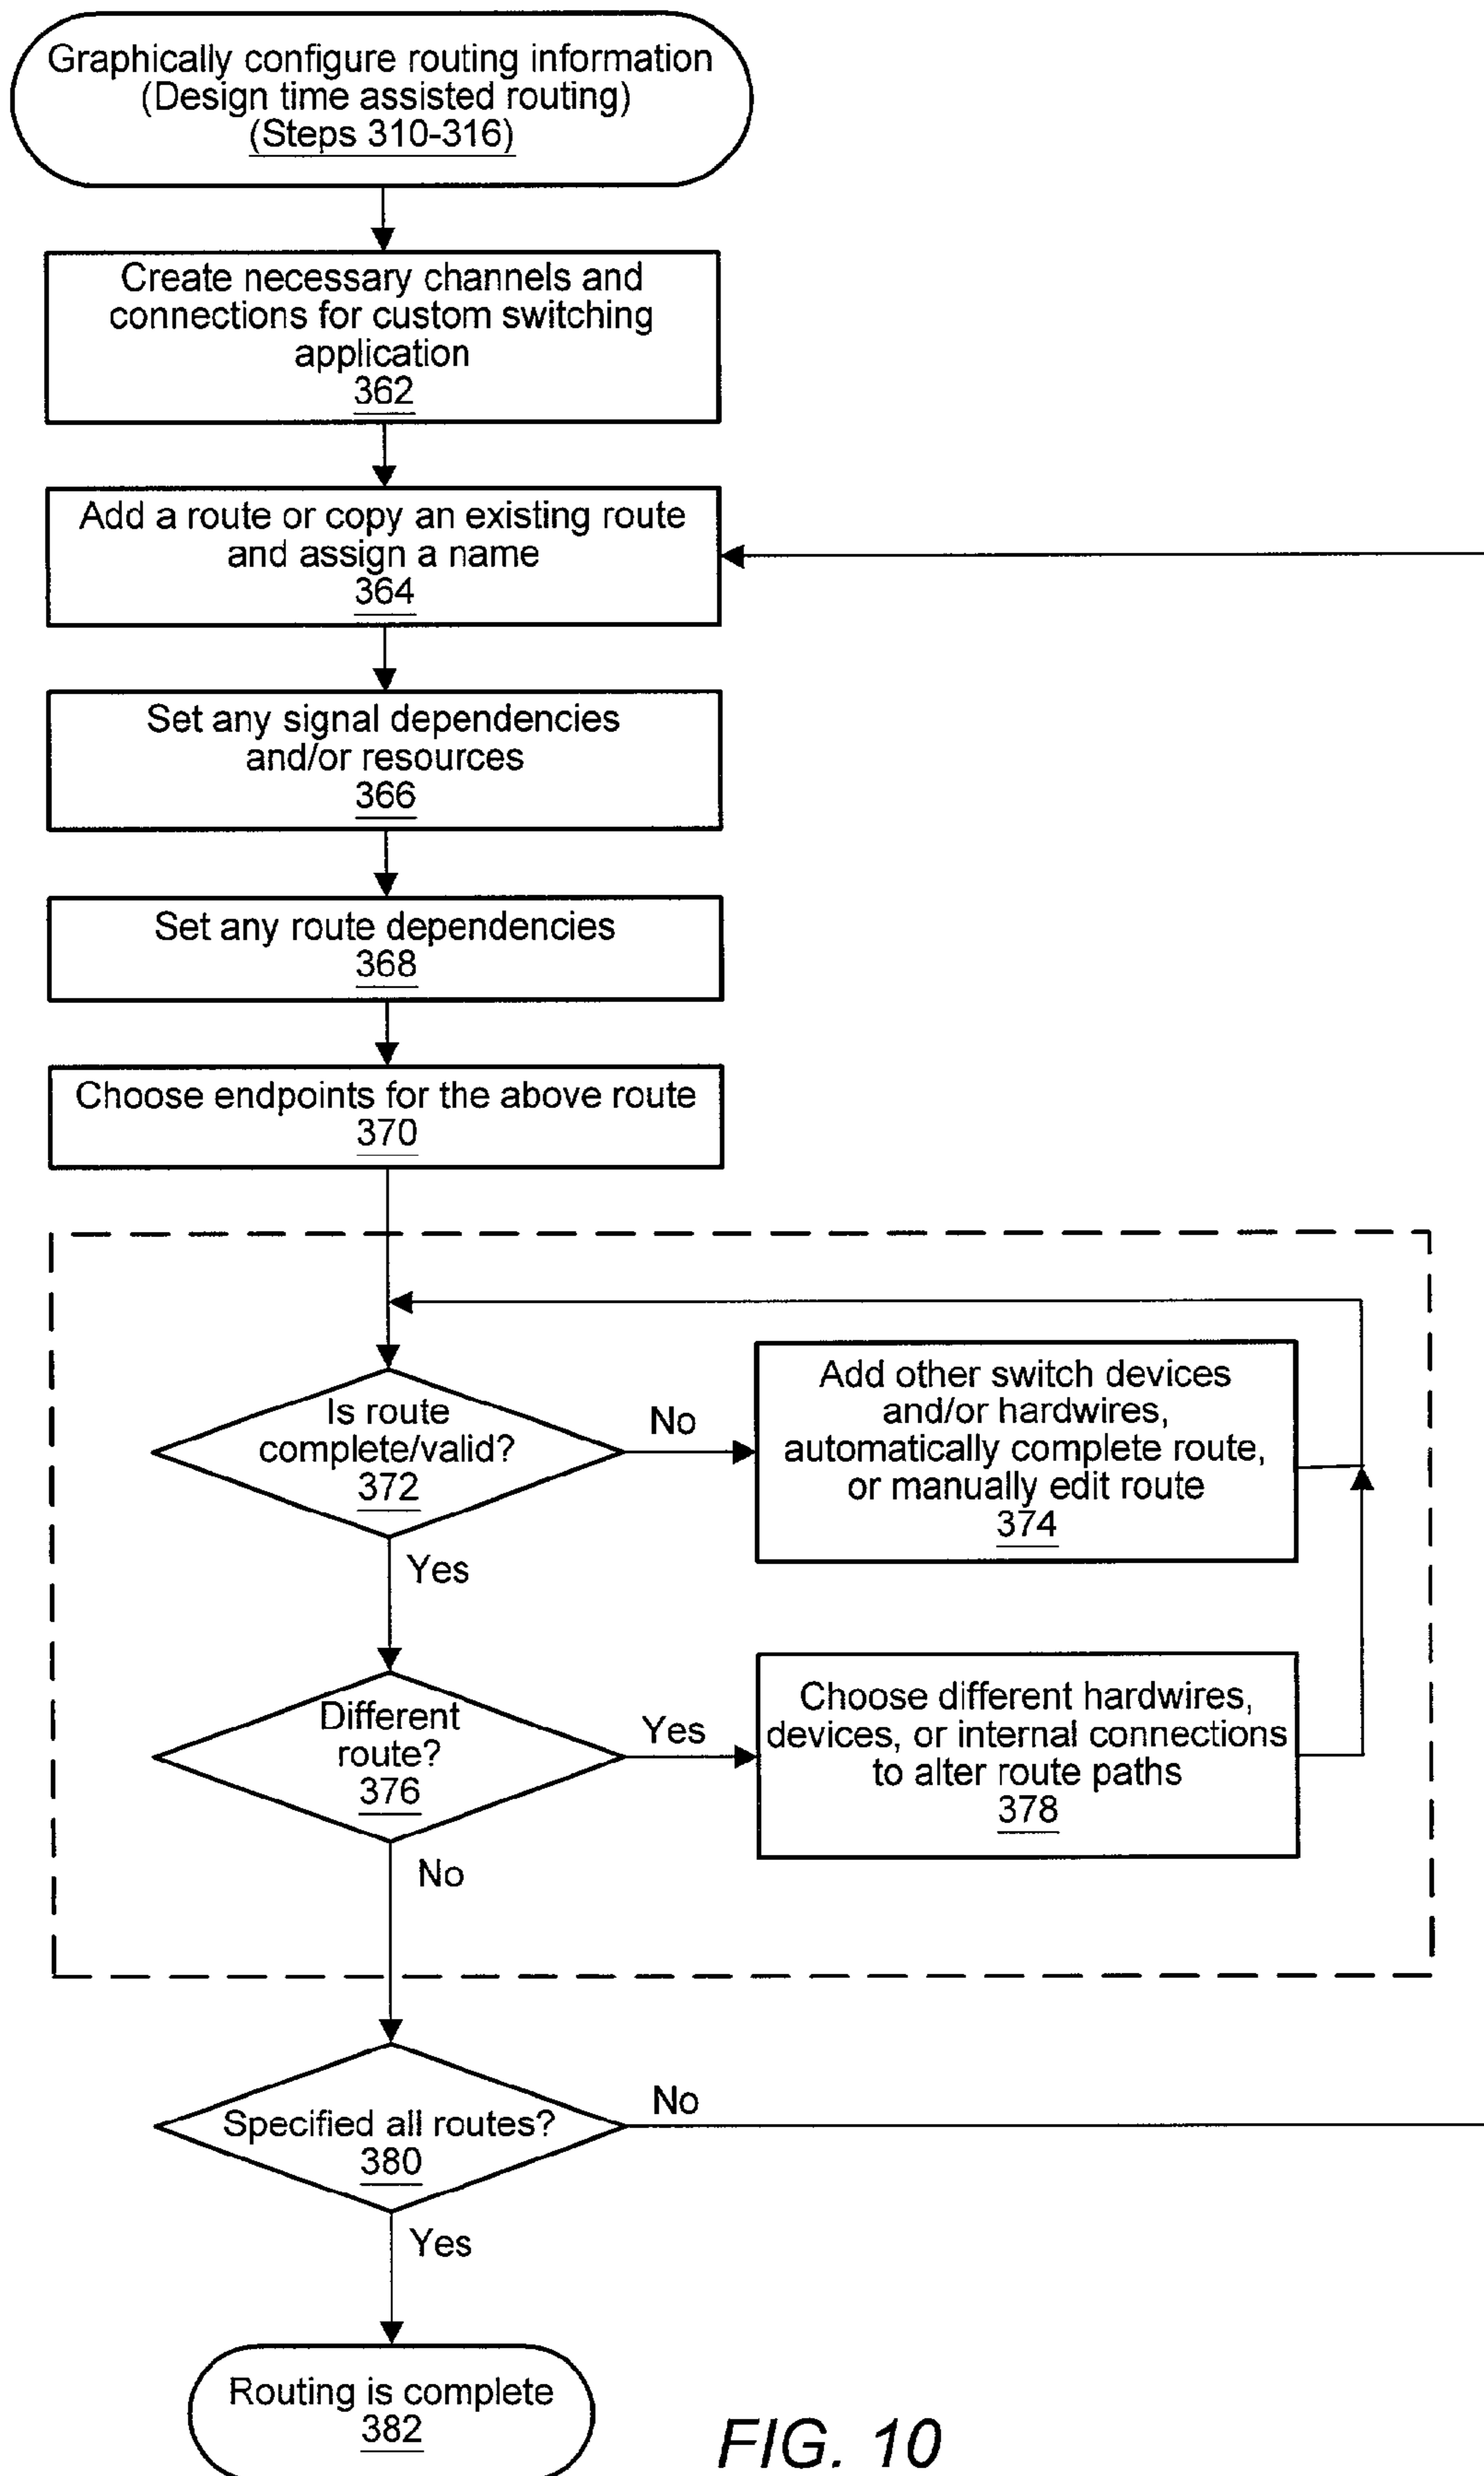 Graphically configure routing information
(Design time assisted routing)
(Steps 310-316)
Create necessary channels and
connections for custom switching
application
362
Add a route or copy an existing route
and assign a name
364
Set any signal dependencies
and/or resources
366
Set any route dependencies
368
Choose endpoints for the above route
370
Is route
complete/valid?
372
No
Add other switch devices
and/or hardwires,
automatically complete route,
or manually edit route
374
Yes
Different
route?
376
Yes
Choose different hardwires,
devices, or internal connections
to alter route paths
378
No
Specified all routes?
380
No
Yes
Routing is complete
382
FIG. 10